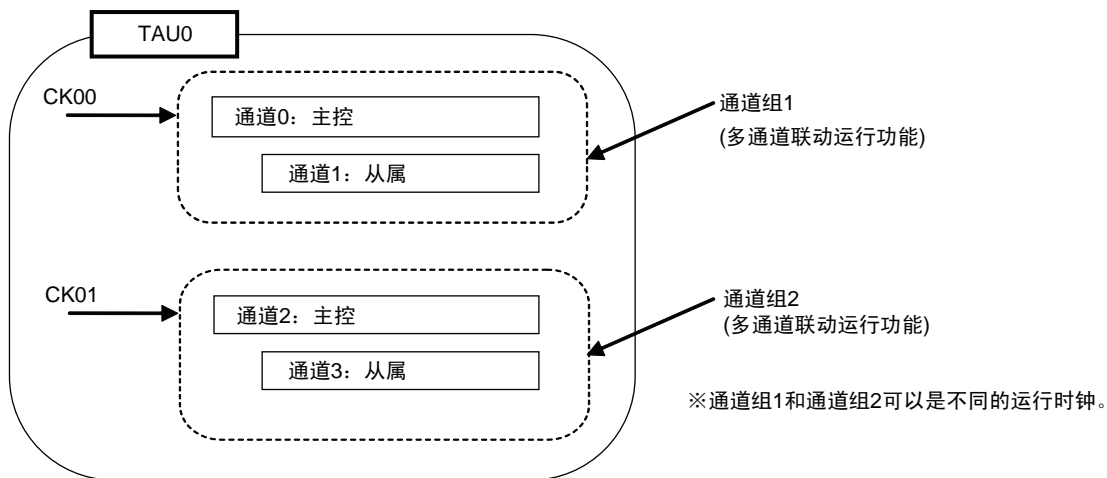 TAU0
CK00
通道0：主控
通道1：从属
通道组1
(多通道联动运行功能)
CK01
通道2：主控
通道3：从属
通道组2
(多通道联动运行功能)
※通道组1和通道组2可以是不同的运行时钟。